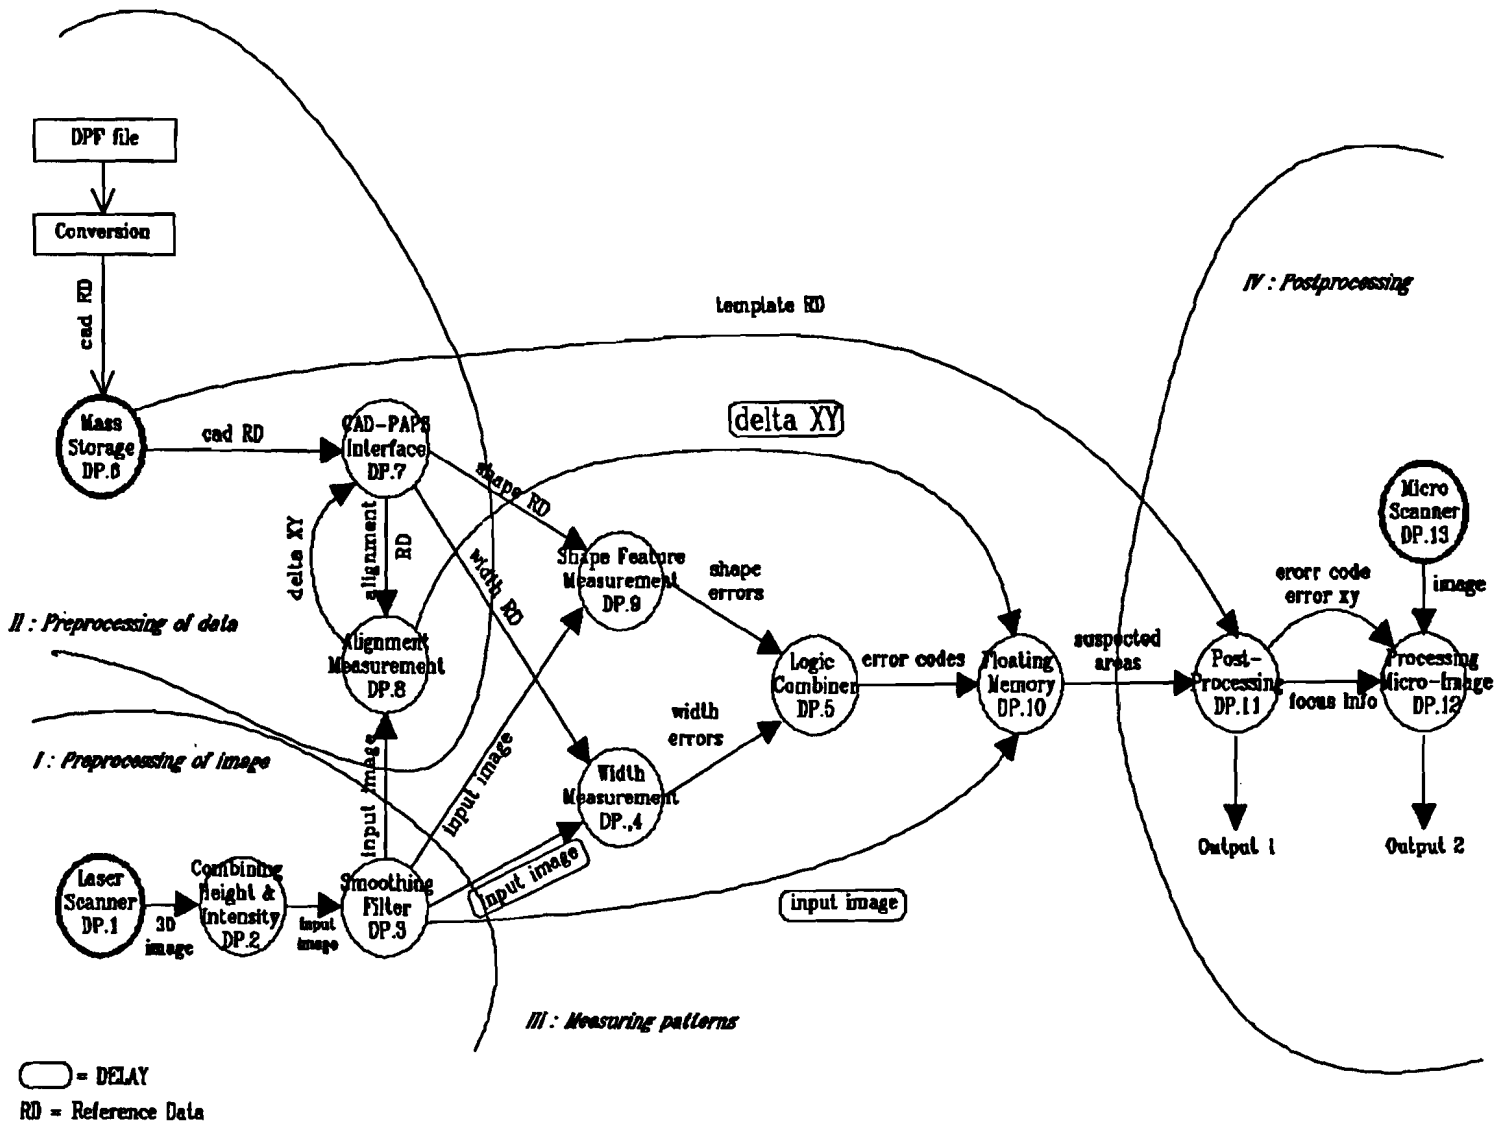 DPF file
Conversion
cad RD
IV : Postprocessing
template RD
delta XY
Mass
Storage
DP.6
cad RD
CAD-PAPS
Interface
DP.7
shape RD
Micro
Scanner
DP.13
delta XY
alignment
RD
width RD
Shape Feature
Measurement
DP.9
shape
errors
erorr code
error xy
image
II : Preprocessing of data
Alignment
Measurement
DP.8
Logic
Combiner
DP.5
error codes
Floating
Memory
DP.10
suspected
areas
Post-
Processing
DP.11
focus info
Processing
Micro-Image
DP.12
width
errors
I : Preprocessing of image
input image
input image
Width
Measurement
DP.,4
Output 1
Output 2
Laser
Scanner
DP.1
3D
image
Combining
Height &
Intensity
DP.2
input
image
Smoothing
Filter
DP.3
input image
input image
III : Measuring patterns
= DELAY
RD = Reference Data